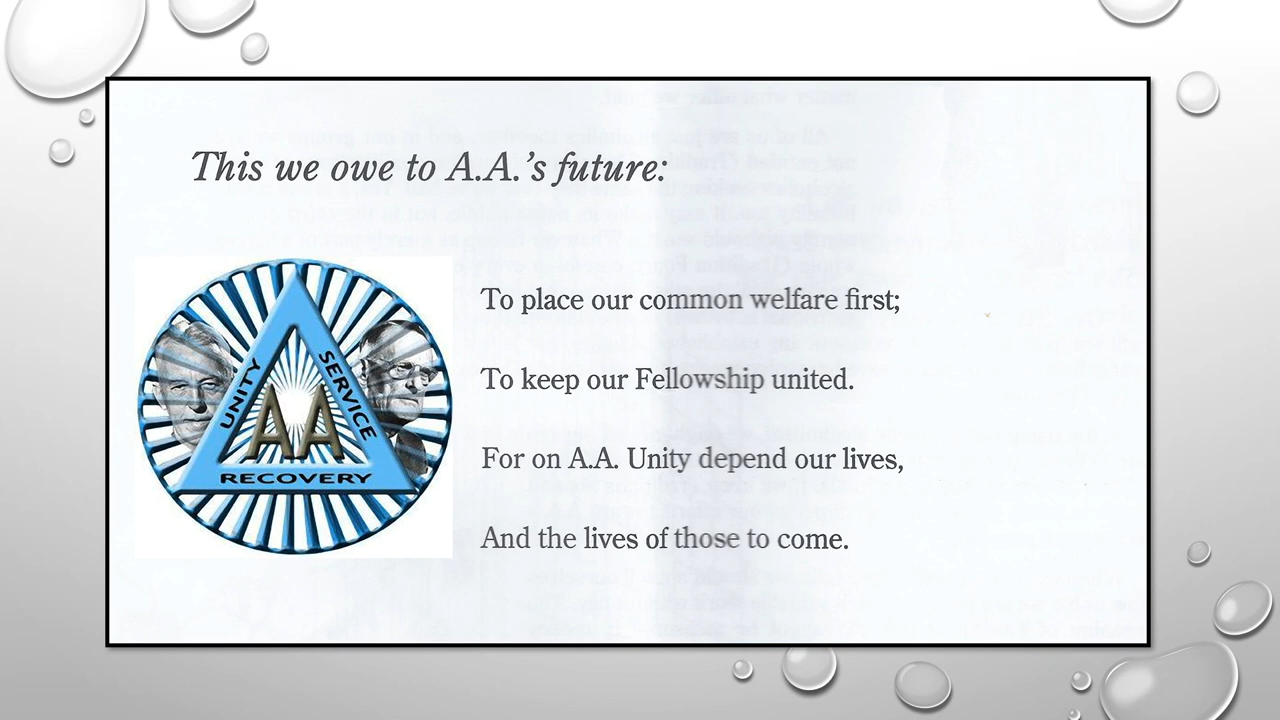 This we owe to A.A.’s future:
To place our common welfare first;
To keep our Fellowship united.
For on A.A. Unity depend our lives,
And the lives of those to come.
UNITY
SERVICE
AA
RECOVERY